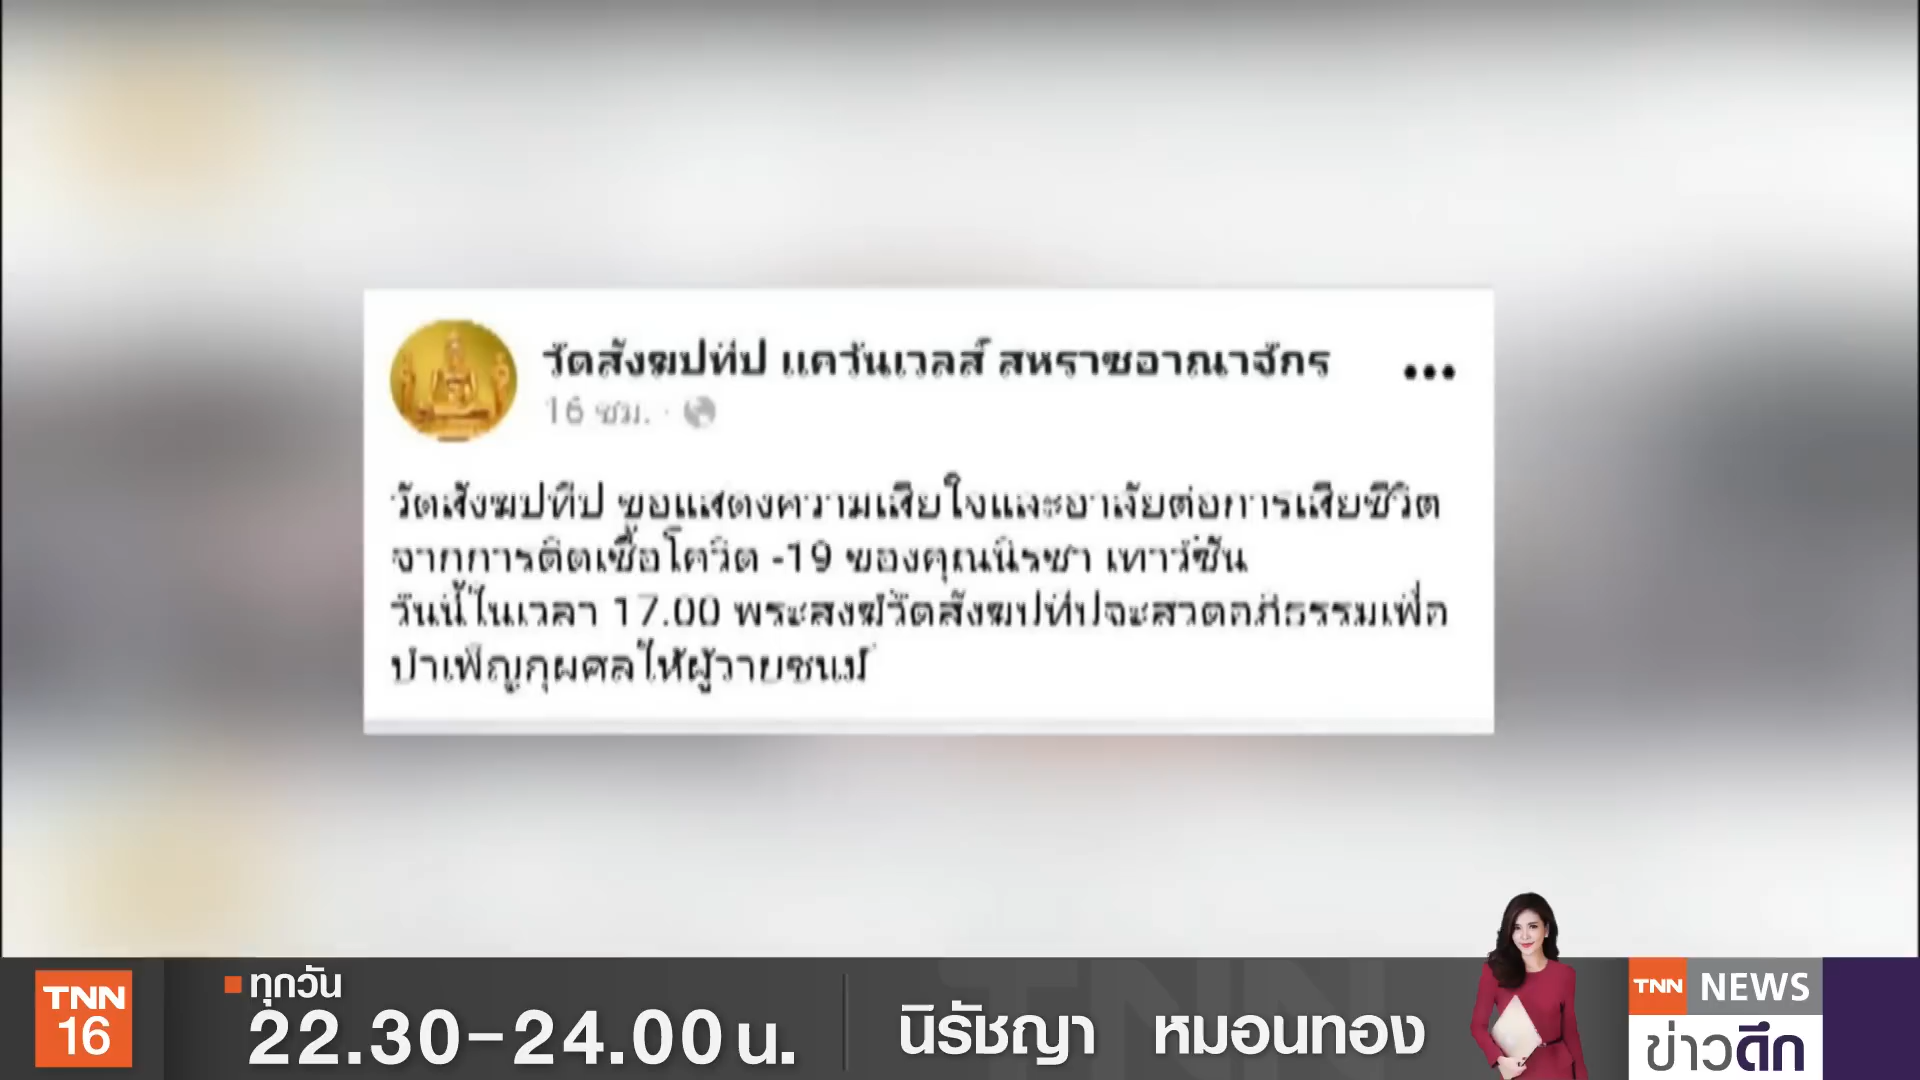 วัดสังฆปทีป แคว้นเวลส์ สหราชอาณาจักร
16 ชม.
วัดสังฆปทีป ขอแสดงความเสียใจและอาลัยต่อการเสียชีวิต
จากการติดเชื้อโควิด -19 ของคุณนิรชา เทาวัชัน
วันนี้ในเวลา 17.00 พระสงฆ์วัดสังฆปทีปจะสวดอภิธรรมเพื่อ
บำเพ็ญกุผศลให้ผู้วายชนม์
TNN
16
ทุกวัน
22.30-24.00 น.
นิรัชญา หมอนทอง
TNN NEWS
ข่าวดึก